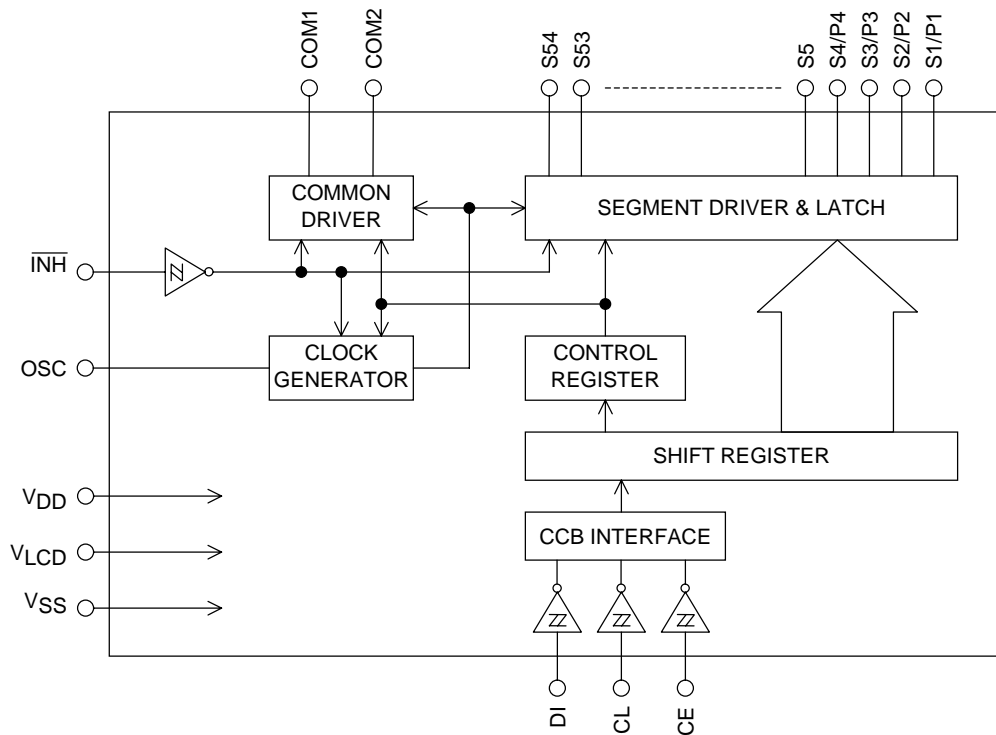 COM1
COM2
S54
S53
S5
S4/P4
S3/P3
S2/P2
S1/P1
COMMON
DRIVER
SEGMENT DRIVER & LATCH
INH
OSC
CLOCK
GENERATOR
CONTROL
REGISTER
SHIFT REGISTER
VDD
CCB INTERFACE
VLCD
VSS
DI
CL
CE